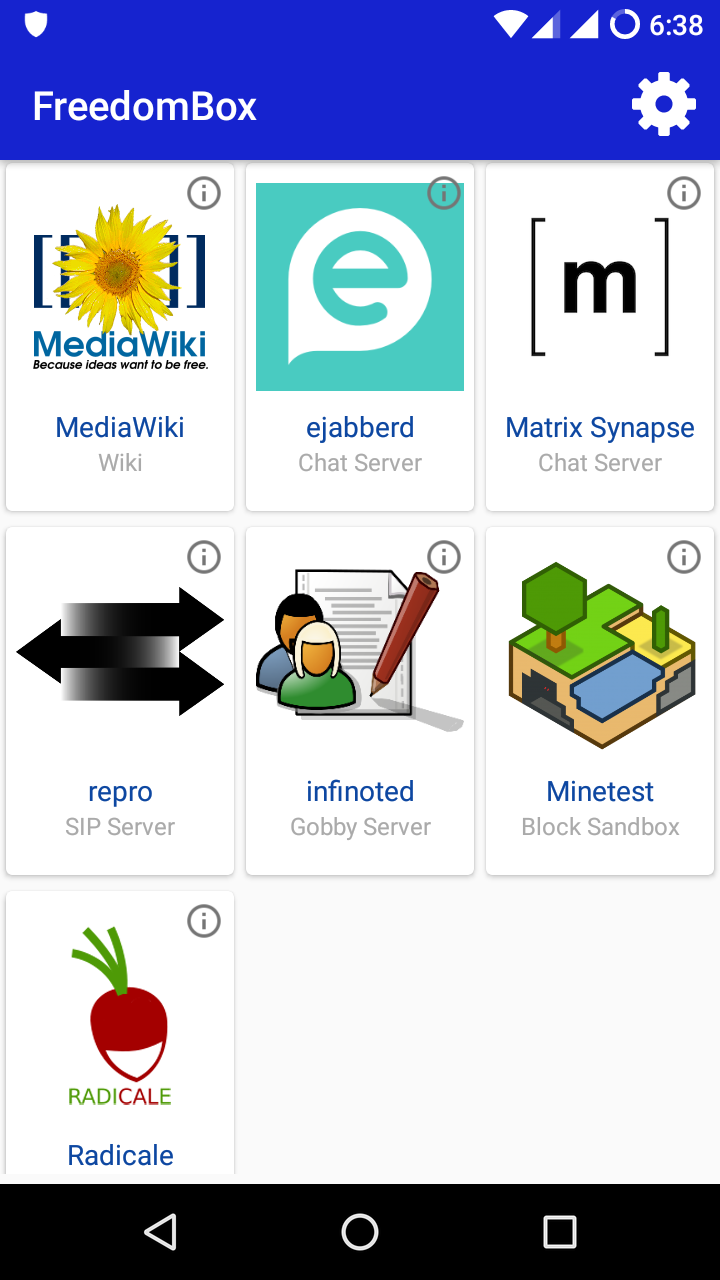 6:38
FreedomBox
MediaWiki
Because ideas want to be free.
MediaWiki
Wiki
ejabberd
Chat Server
[m]
Matrix Synapse
Chat Server
repro
SIP Server
infinoted
Gobby Server
Minetest
Block Sandbox
RADICALE
Radicale